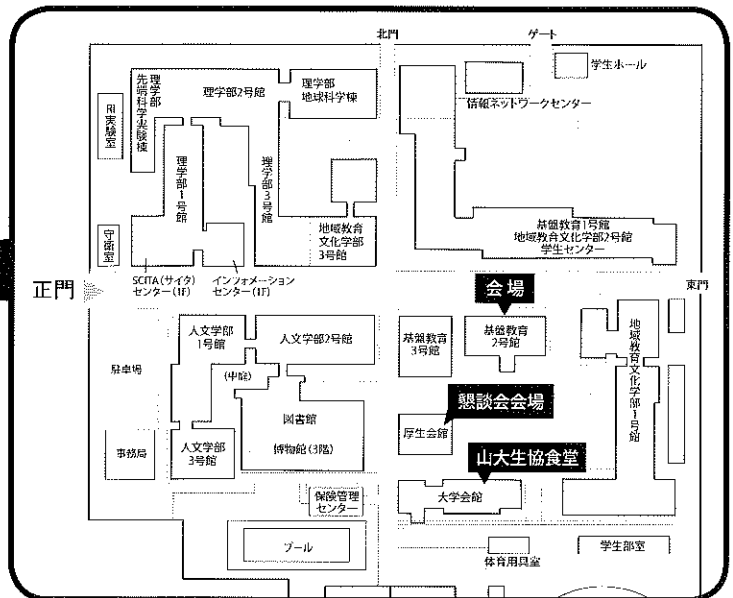 北門
ゲート
学生ホール
理学部
先端科学実験棟
理学部2号館
理学部
地球科学棟
情報ネットワークセンター
RI実験室
理学部1号館
理学部3号館
守衛室
地域教育
文化学部
3号館
基盤教育1号館
地域教育文化学部2号館
学生センター
SCITA(サイタ)
センター(1F)
インフォメーション
センター(1F)
正門
東門
会場
人文学部
1号館
人文学部2号館
基盤教育
3号館
基盤教育
2号館
地域教育文化学部1号館
駐車場
(中庭)
懇談会会場
図書館
博物館(3階)
厚生会館
事務局
人文学部
3号館
山大生協食堂
保険管理
センター
大学会館
プール
体育用具室
学生部室